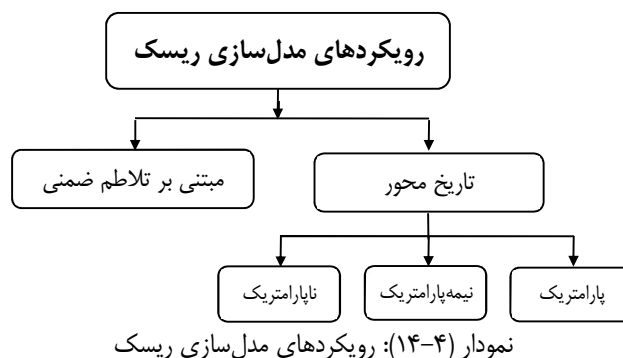 رویکردهای مدل‌سازی ریسک
تاریخ محور
مبتنی بر تلاطم ضمنی
پارامتریک
نیمه‌پارامتریک
ناپارامتریک
نمودار (۴-۱۴): رویکردهای مدل‌سازی ریسک